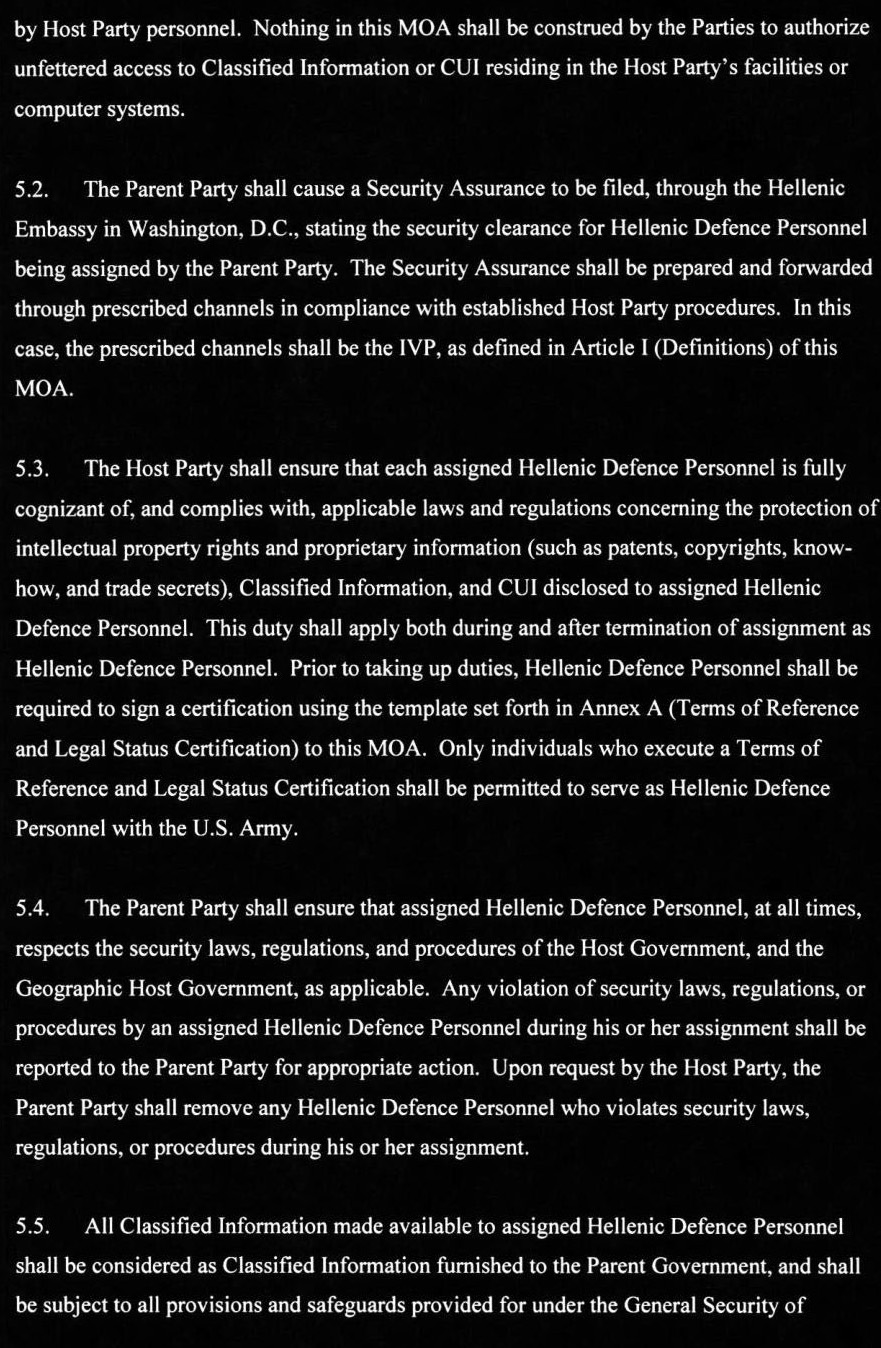 by Host Party personnel. Nothing in this MOA shall be construed by the Parties to authorize
unfettered access to Classified Information or CUI residing in the Host Party's facilities or
computer systems.
5.2. The Parent Party shall cause a Security Assurance to be filed, through the Hellenic
Embassy in Washington, D.C., stating the security clearance for Hellenic Defence Personnel
being assigned by the Parent Party. The Security Assurance shall be prepared and forwarded
through prescribed channels in compliance with established Host Party procedures. In this
case, the prescribed channels shall be the IVP, as defined in Article I (Definitions) of this
MOA.
5.3. The Host Party shall ensure that each assigned Hellenic Defence Personnel is fully
cognizant of, and complies with, applicable laws and regulations concerning the protection of
intellectual property rights and proprietary information (such as patents, copyrights, know-
how, and trade secrets), Classified Information, and CUI disclosed to assigned Hellenic
Defence Personnel. This duty shall apply both during and after termination of assignment as
Hellenic Defence Personnel. Prior to taking up duties, Hellenic Defence Personnel shall be
required to sign a certification using the template set forth in Annex A (Terms of Reference
and Legal Status Certification) to this MOA. Only individuals who execute a Terms of
Reference and Legal Status Certification shall be permitted to serve as Hellenic Defence
Personnel with the U.S. Army.
5.4. The Parent Party shall ensure that assigned Hellenic Defence Personnel, at all times,
respects the security laws, regulations, and procedures of the Host Government, and the
Geographic Host Government, as applicable. Any violation of security laws, regulations, or
procedures by an assigned Hellenic Defence Personnel during his or her assignment shall be
reported to the Parent Party for appropriate action. Upon request by the Host Party, the
Parent Party shall remove any Hellenic Defence Personnel who violates security laws,
regulations, or procedures during his or her assignment.
5.5. All Classified Information made available to assigned Hellenic Defence Personnel
shall be considered as Classified Information furnished to the Parent Government, and shall
be subject to all provisions and safeguards provided for under the General Security of